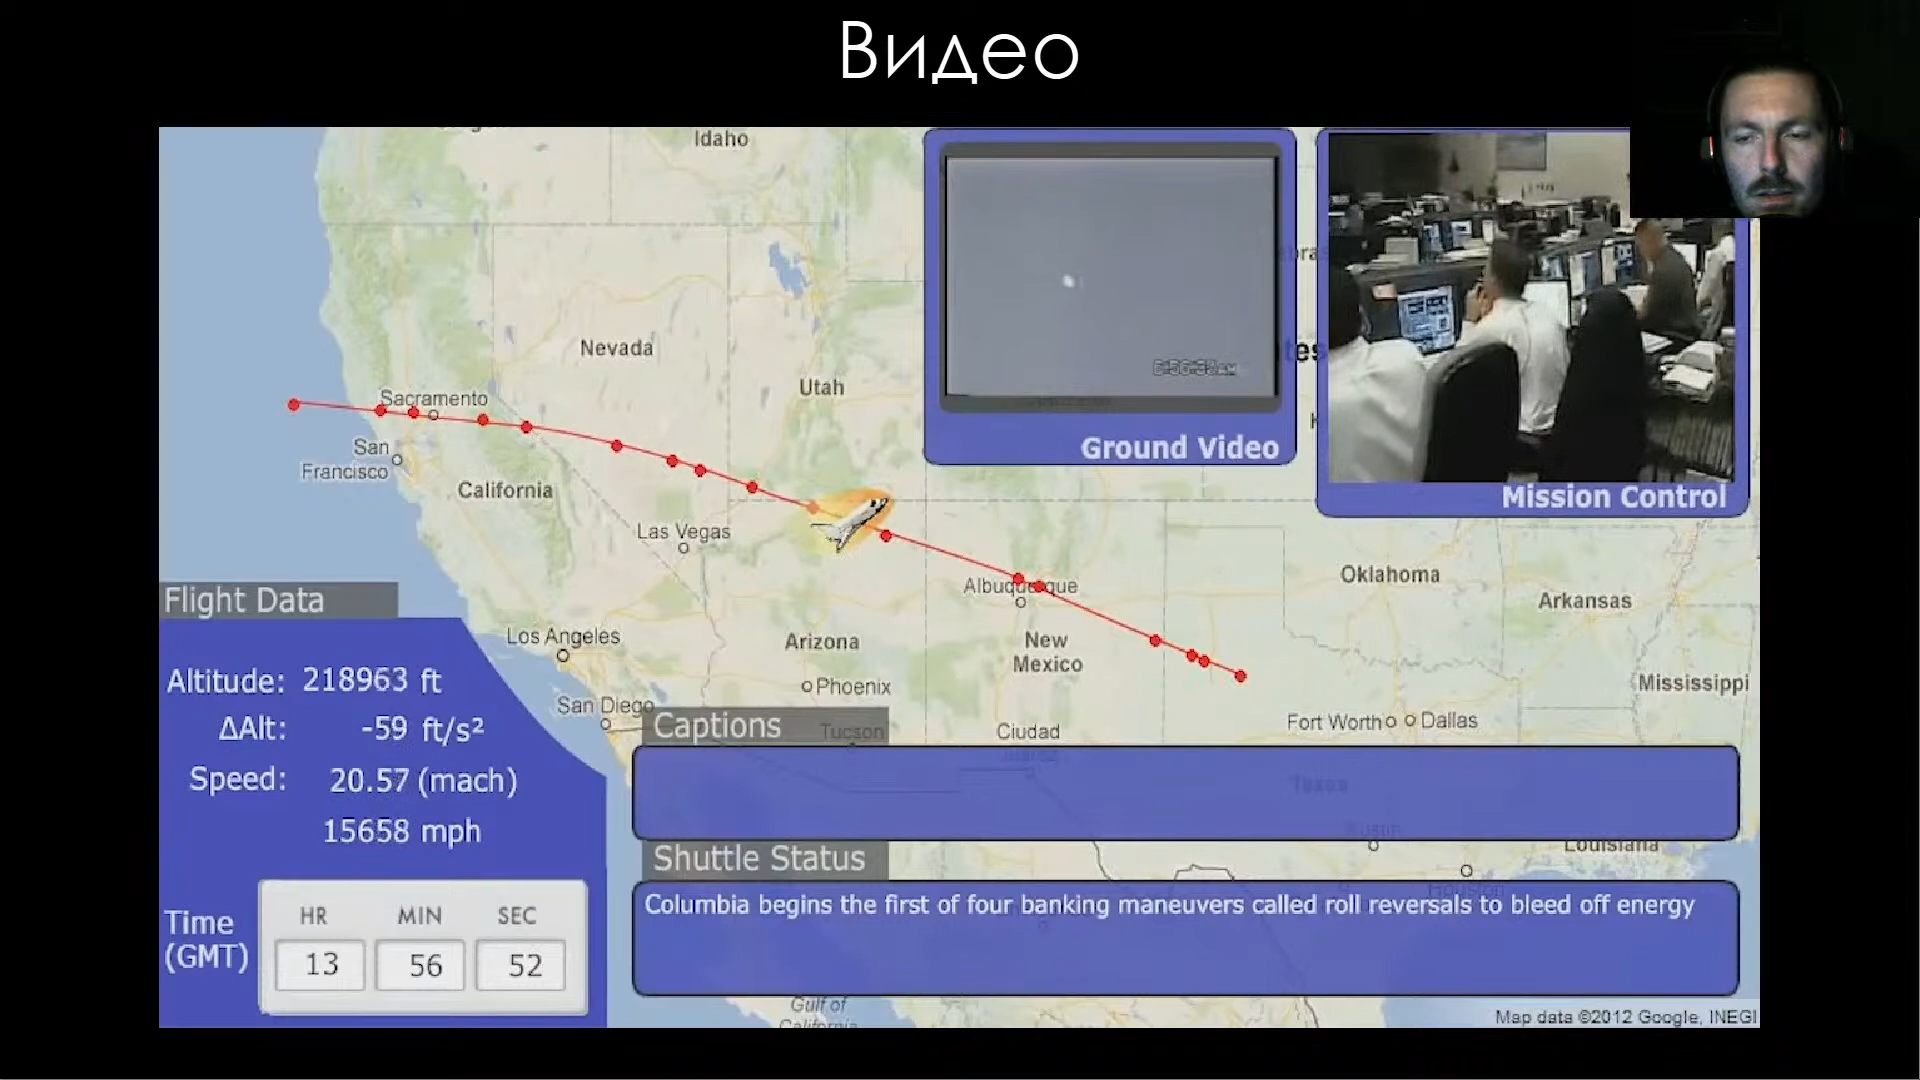 Видео
Idaho
Nevada
Utah
Sacramento
San
Francisco
California
Las Vegas
Ground Video
Mission Control
Albuquerque
Oklahoma
Arkansas
Flight Data
Los Angeles
Arizona
New
Mexico
Phoenix
Mississippi
San Diego
Altitude: 218963 ft
ΔAlt: -59 ft/s²
Speed: 20.57 (mach)
15658 mph
Captions
Tucson
Ciudad
Fort Worth
Dallas
Texas
Austin
Louisiana
Houston
Shuttle Status
Columbia begins the first of four banking maneuvers called roll reversals to bleed off energy
Time
(GMT)
HR MIN SEC
13 56 52
Gulf of
California
Map data ©2012 Google, INEGI